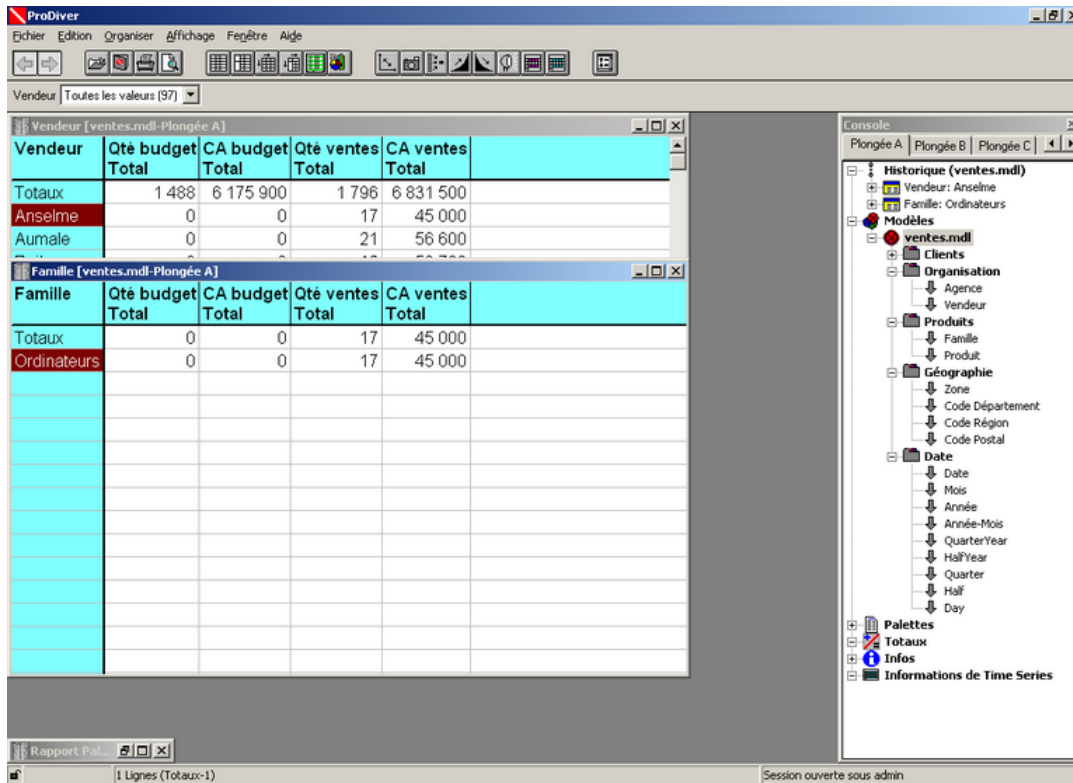 ProDiver
Fichier Edition Organiser Affichage Fenêtre Aide
Vendeur Toutes les valeurs (97)
Vendeur [ventes.mdl-Plongée A]
Vendeur Qté budget Total CA budget Total Qté ventes Total CA ventes Total
Totaux 1 488 6 175 900 1 796 6 831 500
Anselme 0 0 17 45 000
Aumale 0 0 21 56 600
Famille [ventes.mdl-Plongée A]
Famille Qté budget Total CA budget Total Qté ventes Total CA ventes Total
Totaux 0 0 17 45 000
Ordinateurs 0 0 17 45 000
Console
Plongée A Plongée B Plongée C
Historique (ventes.mdl)
Vendeur: Anselme
Famille: Ordinateurs
Modèles
ventes.mdl
Clients
Organisation
Agence
Vendeur
Produits
Famille
Produit
Géographie
Zone
Code Département
Code Région
Code Postal
Date
Date
Mois
Année
Année-Mois
QuarterYear
HalfYear
Quarter
Half
Day
Palettes
Totaux
Infos
Informations de Time Series
Rapport Pal...
1 Lignes (Totaux-1)
Session ouverte sous admin